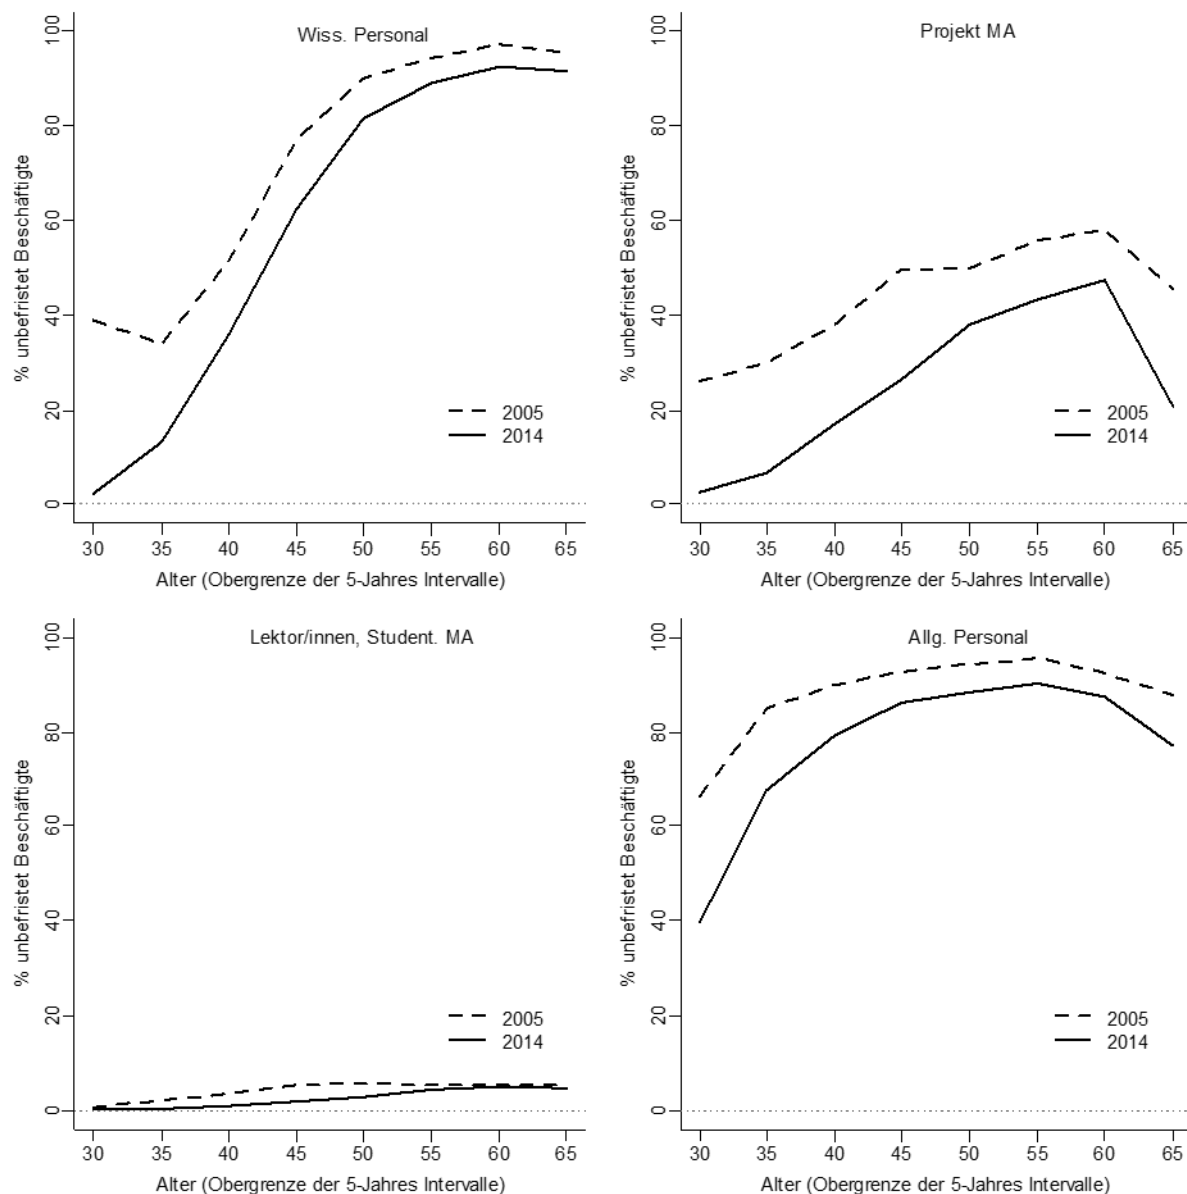 Wiss. Personal
% unbefristet Beschäftigte
100
80
60
40
20
0
2005
2014
30 35 40 45 50 55 60 65
Alter (Obergrenze der 5-Jahres Intervalle)
Projekt MA
% unbefristet Beschäftigte
100
80
60
40
20
0
2005
2014
30 35 40 45 50 55 60 65
Alter (Obergrenze der 5-Jahres Intervalle)
Lektor/innen, Student. MA
% unbefristet Beschäftigte
100
80
60
40
20
0
2005
2014
30 35 40 45 50 55 60 65
Alter (Obergrenze der 5-Jahres Intervalle)
Allg. Personal
% unbefristet Beschäftigte
100
80
60
40
20
0
2005
2014
30 35 40 45 50 55 60 65
Alter (Obergrenze der 5-Jahres Intervalle)